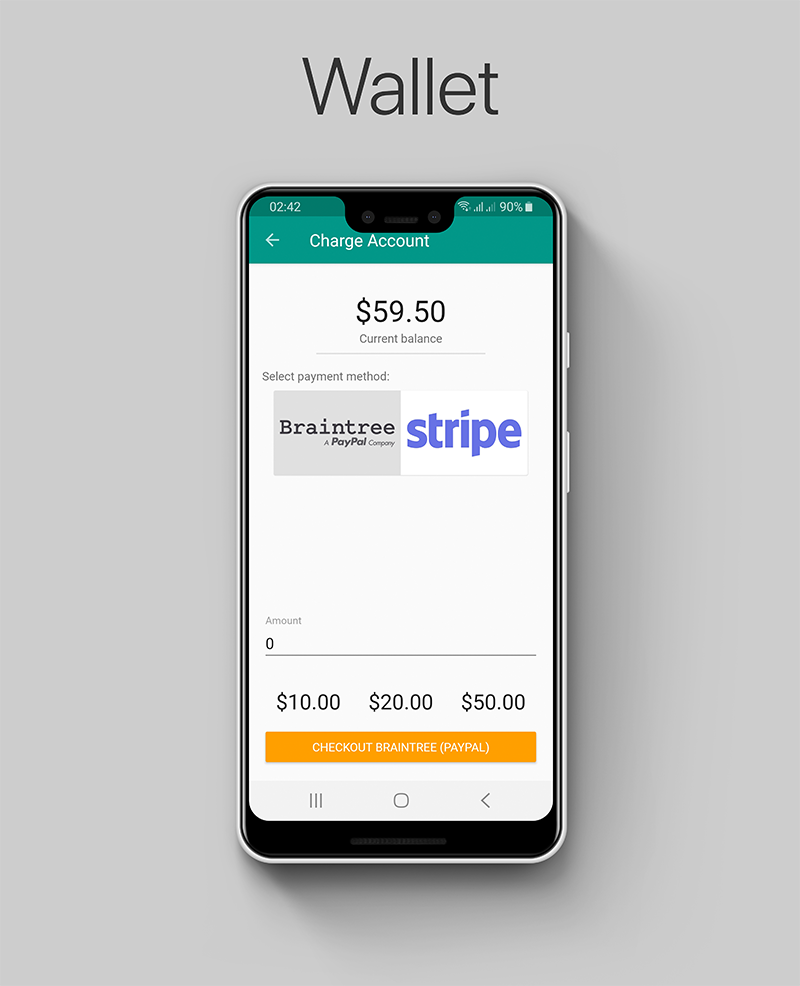 Wallet
02:42 90%
Charge Account
$59.50
Current balance
Select payment method:
Braintree stripe
A PayPal Company
Amount
0
$10.00 $20.00 $50.00
CHECKOUT BRAINTREE (PAYPAL)